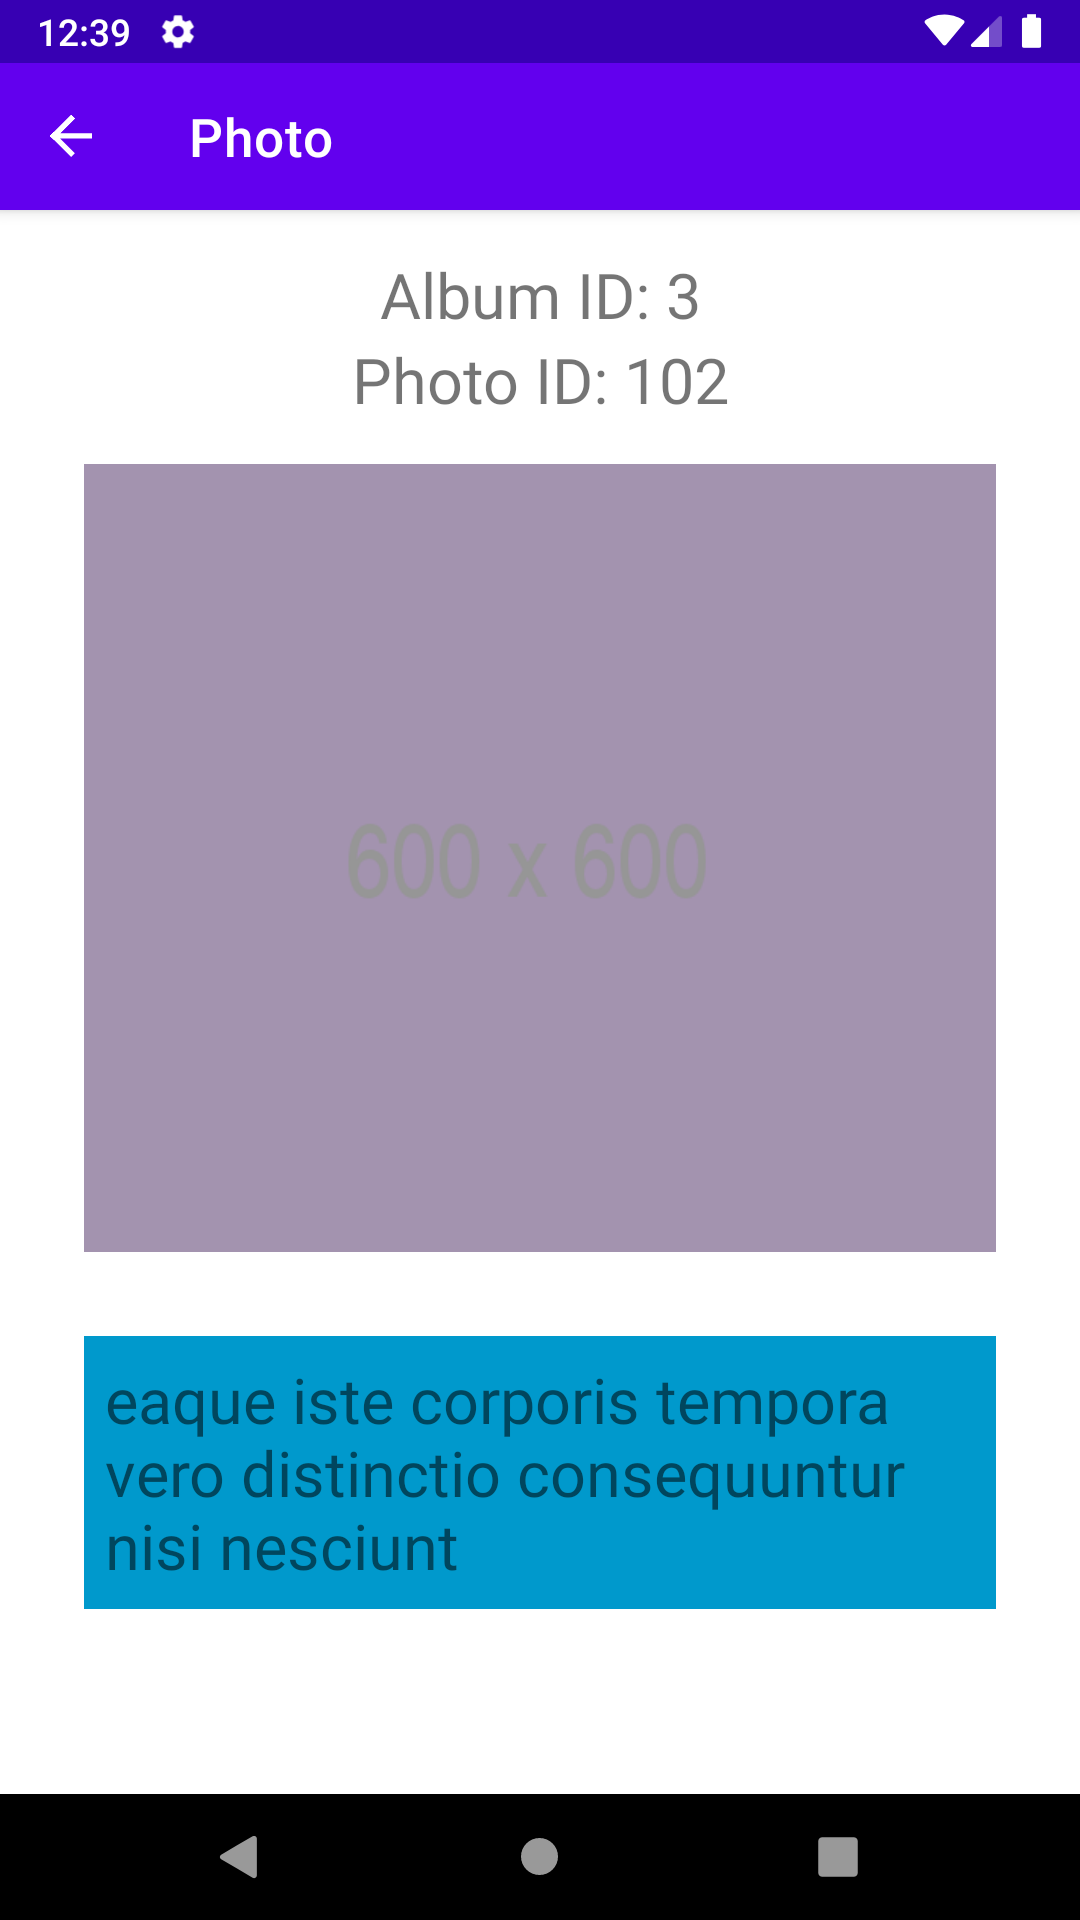 12:39
Photo
Album ID: 3
Photo ID: 102
600 x 600
eaque iste corporis tempora
vero distinctio consequuntur
nisi nesciunt